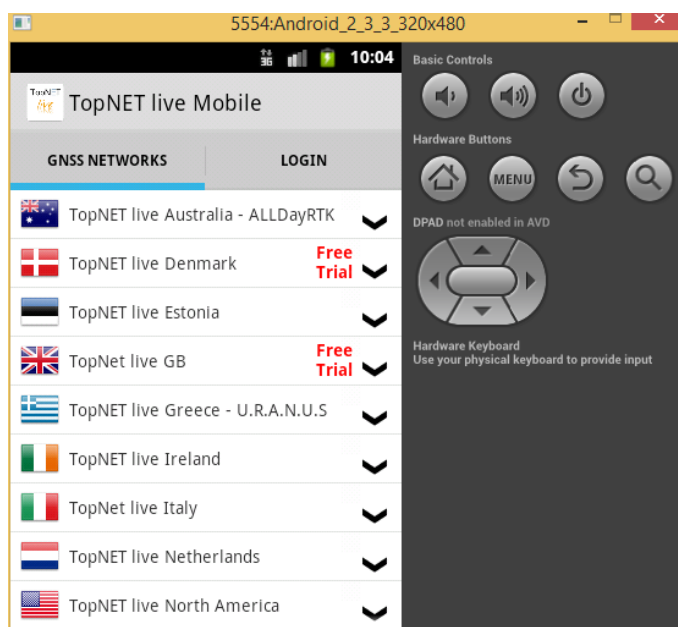 5554:Android_2_3_3_320x480
3G
10:04
TopNET
live
TopNET live Mobile
GNSS NETWORKS
LOGIN
TopNET live Australia - ALLDayRTK
TopNET live Denmark
Free
Trial
TopNET live Estonia
TopNet live GB
Free
Trial
TopNET live Greece - U.R.A.N.U.S
TopNET live Ireland
TopNet live Italy
TopNET live Netherlands
TopNET live North America
Basic Controls
Hardware Buttons
MENU
DPAD not enabled in AVD
Hardware Keyboard
Use your physical keyboard to provide input